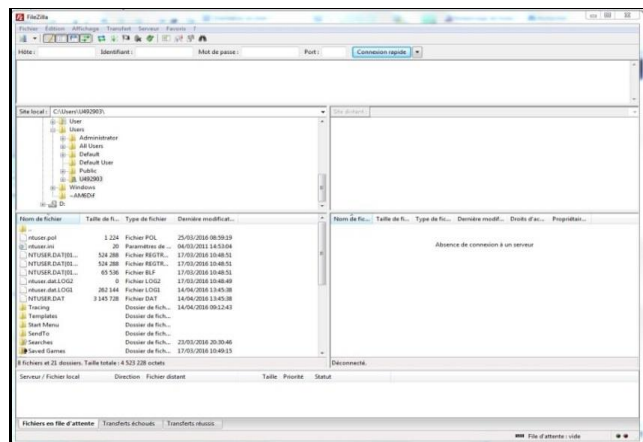 FileZilla
Fichier Édition Affichage Transfert Serveur Favoris ?
Hôte : Identifiant : Mot de passe : Port : Connexion rapide
Site local : C:\Users\U492903\ Site distant :
User
Users
Administrator
All Users
Default
Default User
Public
U492903
Windows
~AMEDif
D:
Nom de fichier Taille de fi... Type de fichier Dernière modificat...
..
ntuser.pol 1 224 Fichier POL 25/03/2016 08:59:19
ntuser.ini 20 Paramètres de ... 04/03/2011 14:53:04
NTUSER.DAT{01... 524 288 Fichier REGTR... 17/03/2016 10:48:51
NTUSER.DAT{01... 524 288 Fichier REGTR... 17/03/2016 10:48:51
NTUSER.DAT{01... 65 536 Fichier BLF 17/03/2016 10:48:51
ntuser.dat.LOG2 0 Fichier LOG2 17/03/2016 10:48:49
ntuser.dat.LOG1 262 144 Fichier LOG1 14/04/2016 13:45:38
NTUSER.DAT 3 145 728 Fichier DAT 14/04/2016 13:45:38
Tracing Dossier de fich... 14/04/2016 09:12:43
Templates Dossier de fich...
Start Menu Dossier de fich...
SendTo Dossier de fich...
Searches Dossier de fich... 23/03/2016 20:30:46
Saved Games Dossier de fich... 17/03/2016 10:49:13
8 fichiers et 21 dossiers. Taille totale : 4 523 228 octets
Nom de fic... Taille de fi... Type de fic... Dernière modif... Droits d'ac... Propriétair...
Absence de connexion à un serveur
Déconnecté.
Serveur / Fichier local Direction Fichier distant Taille Priorité Statut
Fichiers en file d'attente Transferts échoués Transferts réussis
File d'attente : vide